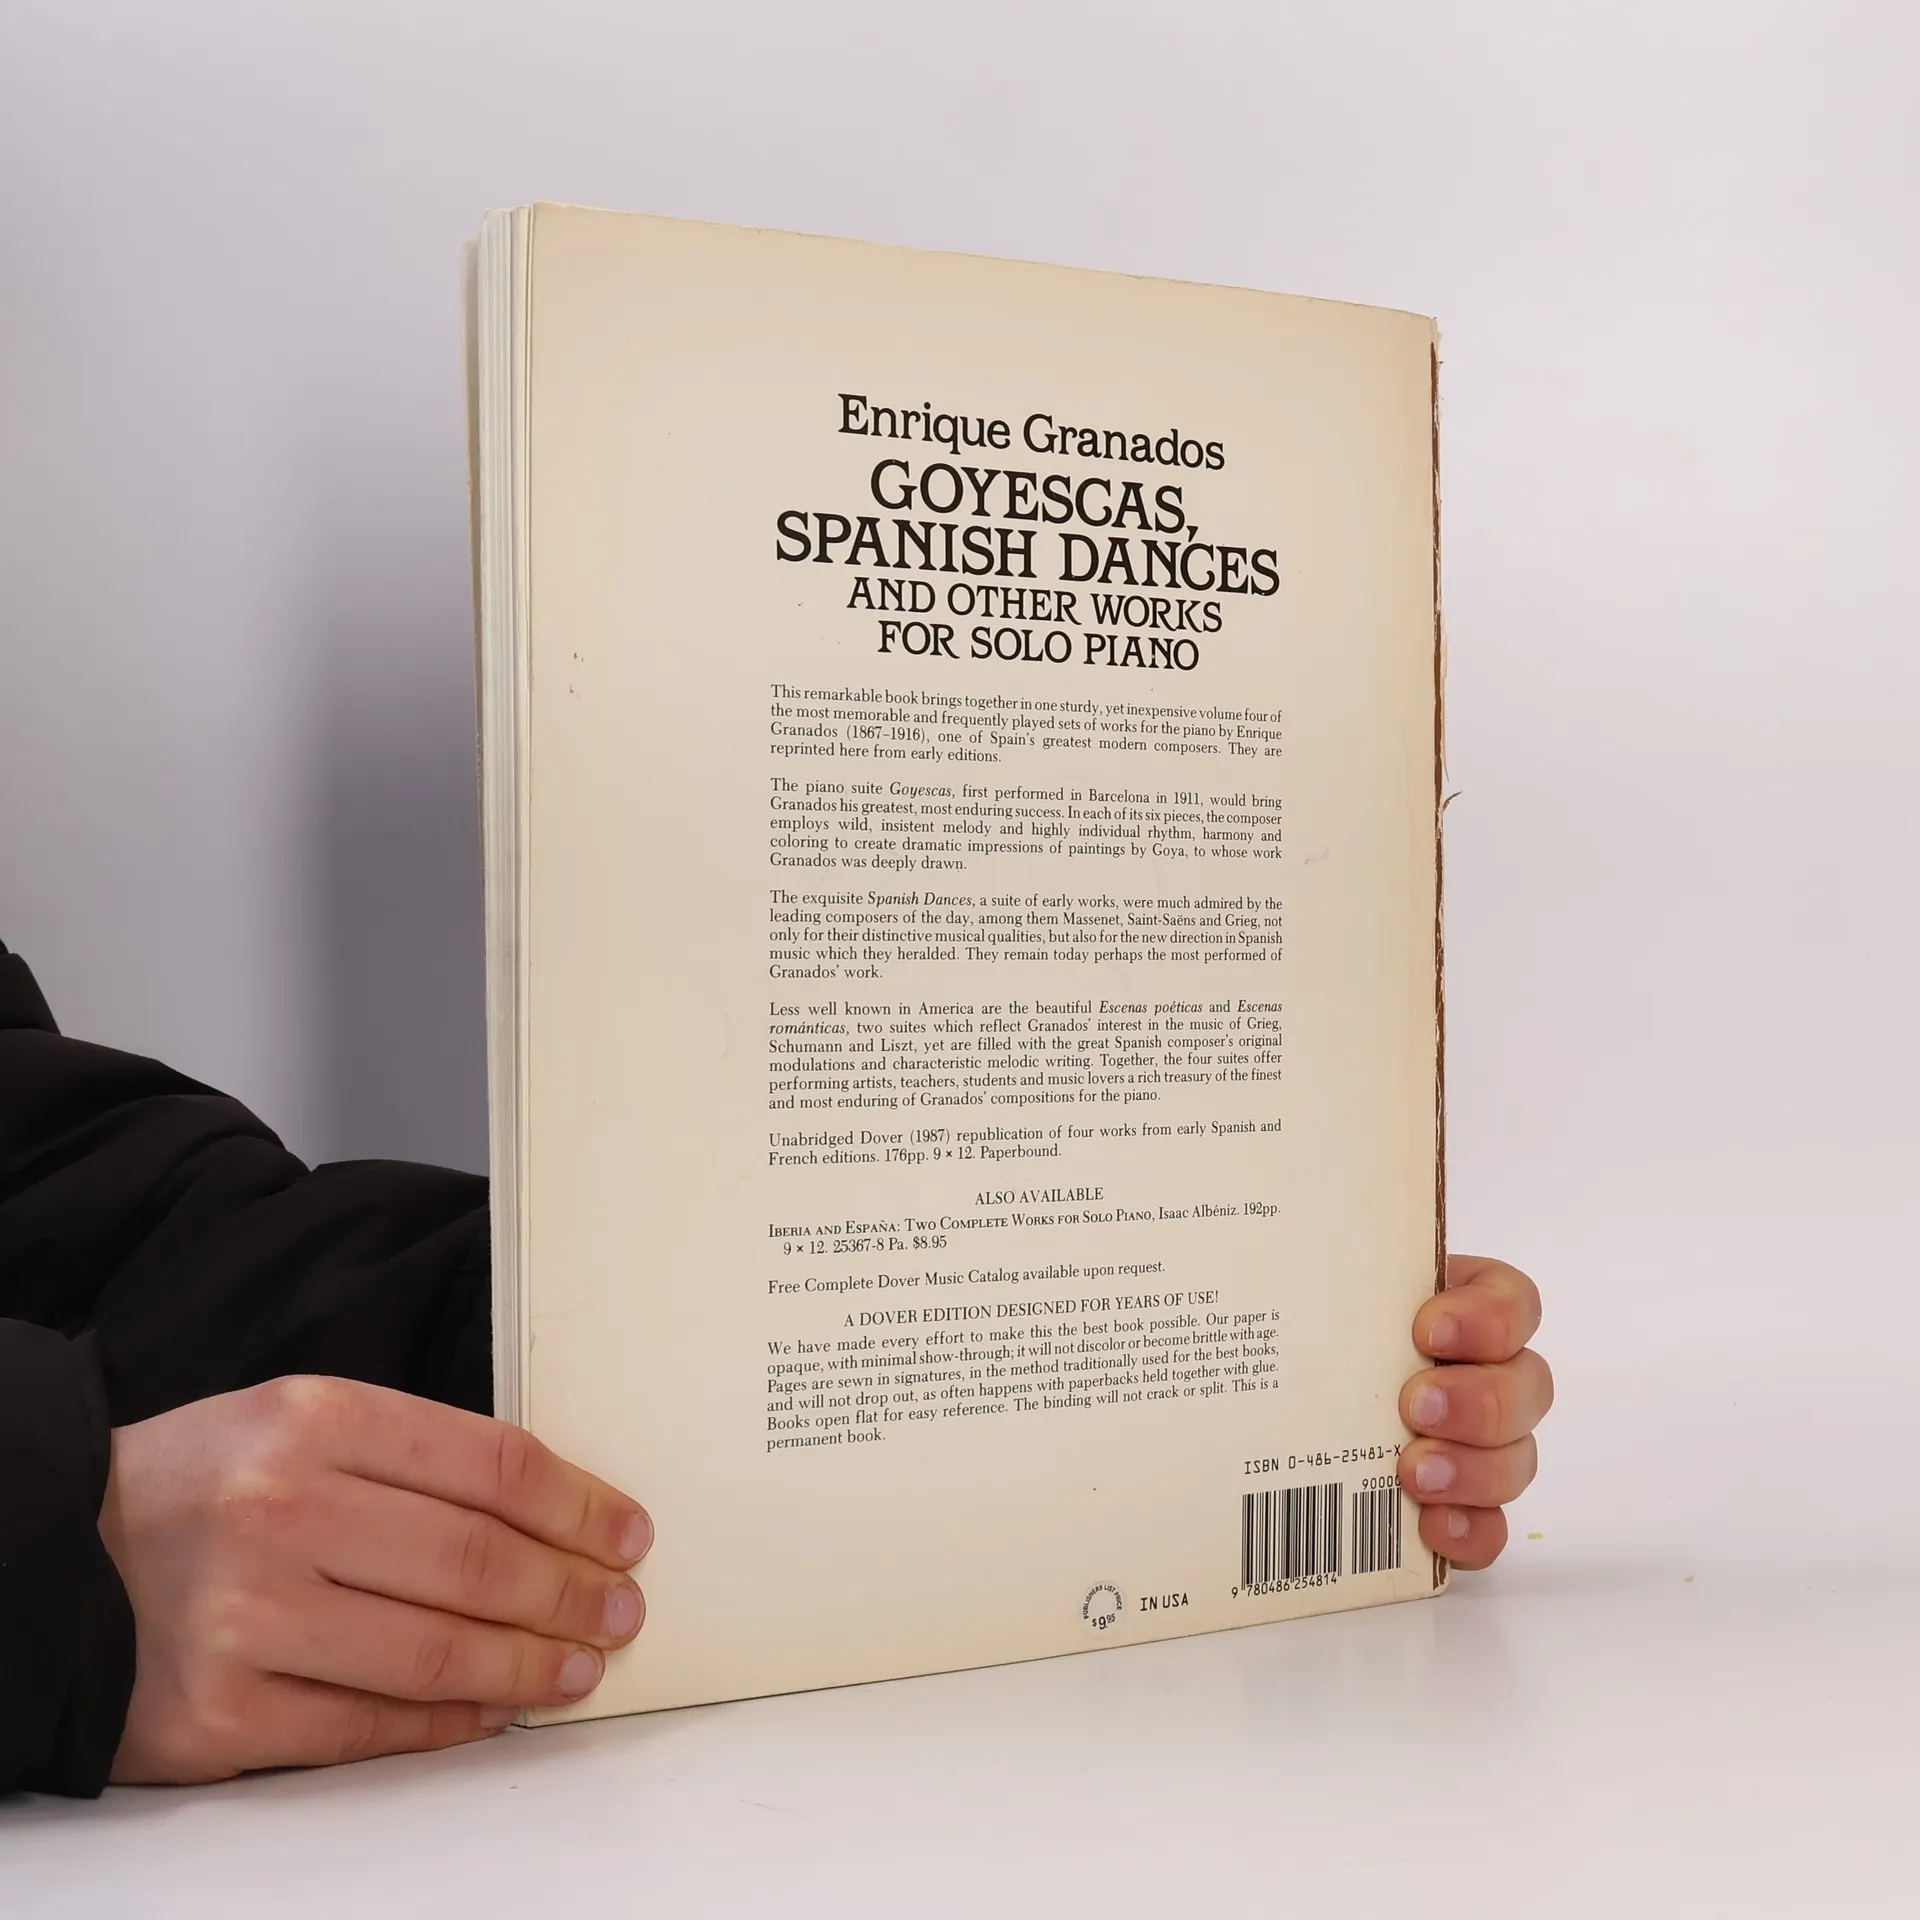 Enrique Granados
GOYESCAS,
SPANISH DANCES
AND OTHER WORKS
FOR SOLO PIANO
This remarkable book brings together in one sturdy, yet inexpensive volume four of
the most memorable and frequently played sets of works for the piano by Enrique
Granados (1867–1916), one of Spain's greatest modern composers. They are
reprinted here from early editions.
The piano suite Goyescas, first performed in Barcelona in 1911, would bring
Granados his greatest, most enduring success. In each of its six pieces, the composer
employs wild, insistent melody and highly individual rhythm, harmony and
coloring to create dramatic impressions of paintings by Goya, to whose work
Granados was deeply drawn.
The exquisite Spanish Dances, a suite of early works, were much admired by the
leading composers of the day, among them Massenet, Saint-Saëns and Grieg, not
only for their distinctive musical qualities, but also for the new direction in Spanish
music which they heralded. They remain today perhaps the most performed of
Granados' work.
Less well known in America are the beautiful Escenas poéticas and Escenas
románticas, two suites which reflect Granados' interest in the music of Grieg,
Schumann and Liszt, yet are filled with the great Spanish composer's original
modulations and characteristic melodic writing. Together, the four suites offer
performing artists, teachers, students and music lovers a rich treasury of the finest
and most enduring of Granados' compositions for the piano.
Unabridged Dover (1987) republication of four works from early Spanish and
French editions. 176pp. 9 × 12. Paperbound.
ALSO AVAILABLE
IBERIA AND ESPAÑA: TWO COMPLETE WORKS FOR SOLO PIANO, Isaac Albéniz. 192pp.
9 × 12. 25367-8 Pa. $8.95
Free Complete Dover Music Catalog available upon request.
A DOVER EDITION DESIGNED FOR YEARS OF USE!
We have made every effort to make this the best book possible. Our paper is
opaque, with minimal show-through; it will not discolor or become brittle with age.
Pages are sewn in signatures, in the method traditionally used for the best books,
and will not drop out, as often happens with paperbacks held together with glue.
Books open flat for easy reference. The binding will not crack or split. This is a
permanent book.
ISBN 0-486-25481-X
90000
9 780486 254814
PUBLISHERS LIST PRICE
$9.95
IN USA